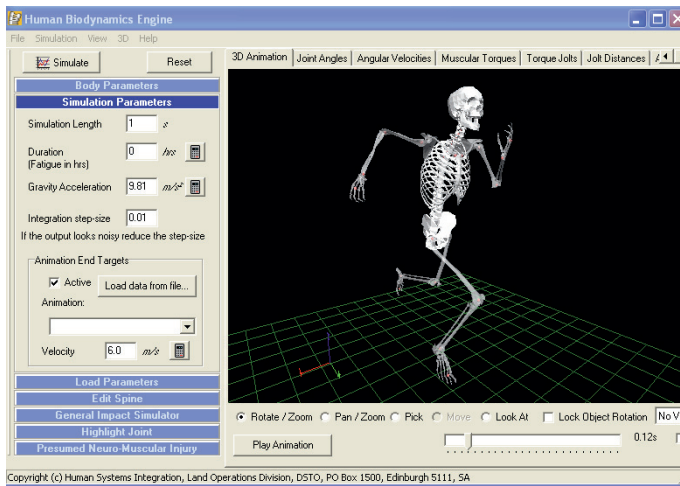 Human Biodynamics Engine
File Simulation View 3D Help
Simulate Reset
3D Animation Joint Angles Angular Velocities Muscular Torques Torque Jolts Jolt Distances
Body Parameters
Simulation Parameters
Simulation Length 1 s
Duration 0 hrs
(Fatigue in hrs)
Gravity Acceleration 9.81 m/s²
Integration step-size 0.01
If the output looks noisy reduce the step-size
Animation End Targets
Active Load data from file...
Animation:
Velocity 6.0 m/s
Load Parameters
Edit Spine
General Impact Simulator
Highlight Joint
Presumed Neuro-Muscular Injury
Rotate / Zoom Pan / Zoom Pick Move Look At Lock Object Rotation No V
Play Animation 0.12s
Copyright (c) Human Systems Integration, Land Operations Division, DSTO, PO Box 1500, Edinburgh 5111, SA